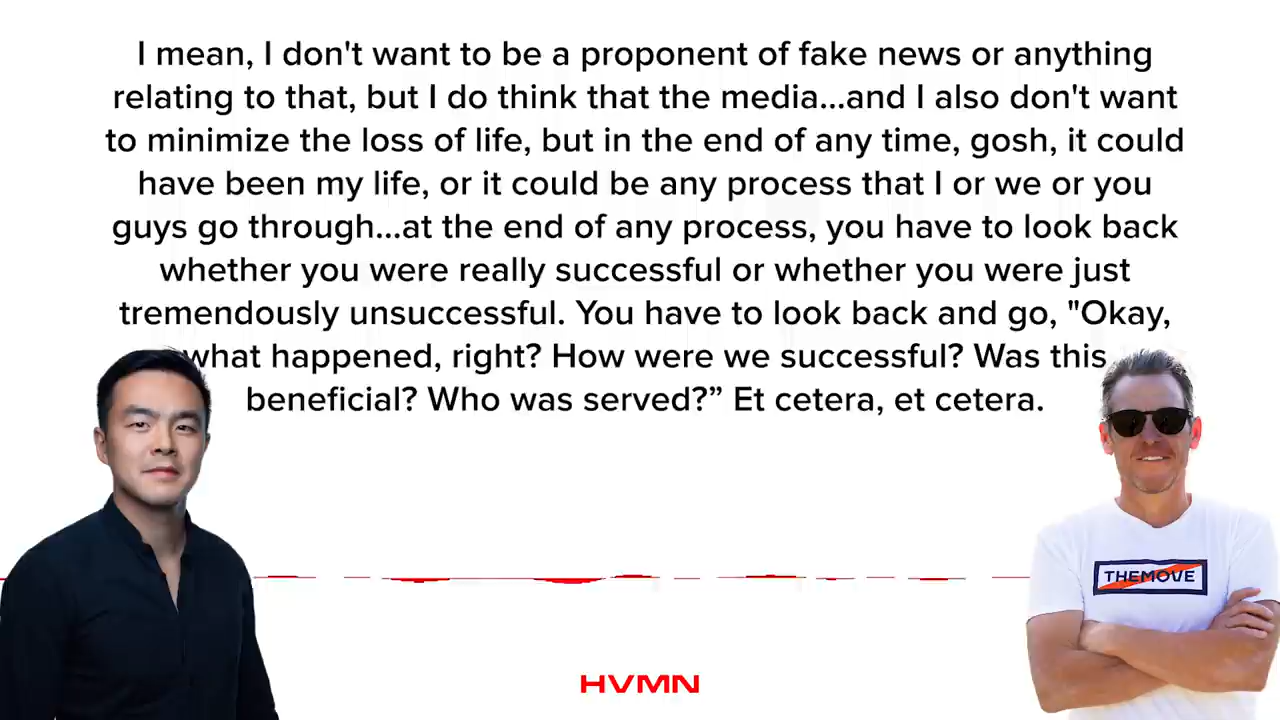 I mean, I don't want to be a proponent of fake news or anything
relating to that, but I do think that the media...and I also don't want
to minimize the loss of life, but in the end of any time, gosh, it could
have been my life, or it could be any process that I or we or you
guys go through...at the end of any process, you have to look back
whether you were really successful or whether you were just
tremendously unsuccessful. You have to look back and go, "Okay,
what happened, right? How were we successful? Was this
beneficial? Who was served?” Et cetera, et cetera.
THEMOVE
HVMN